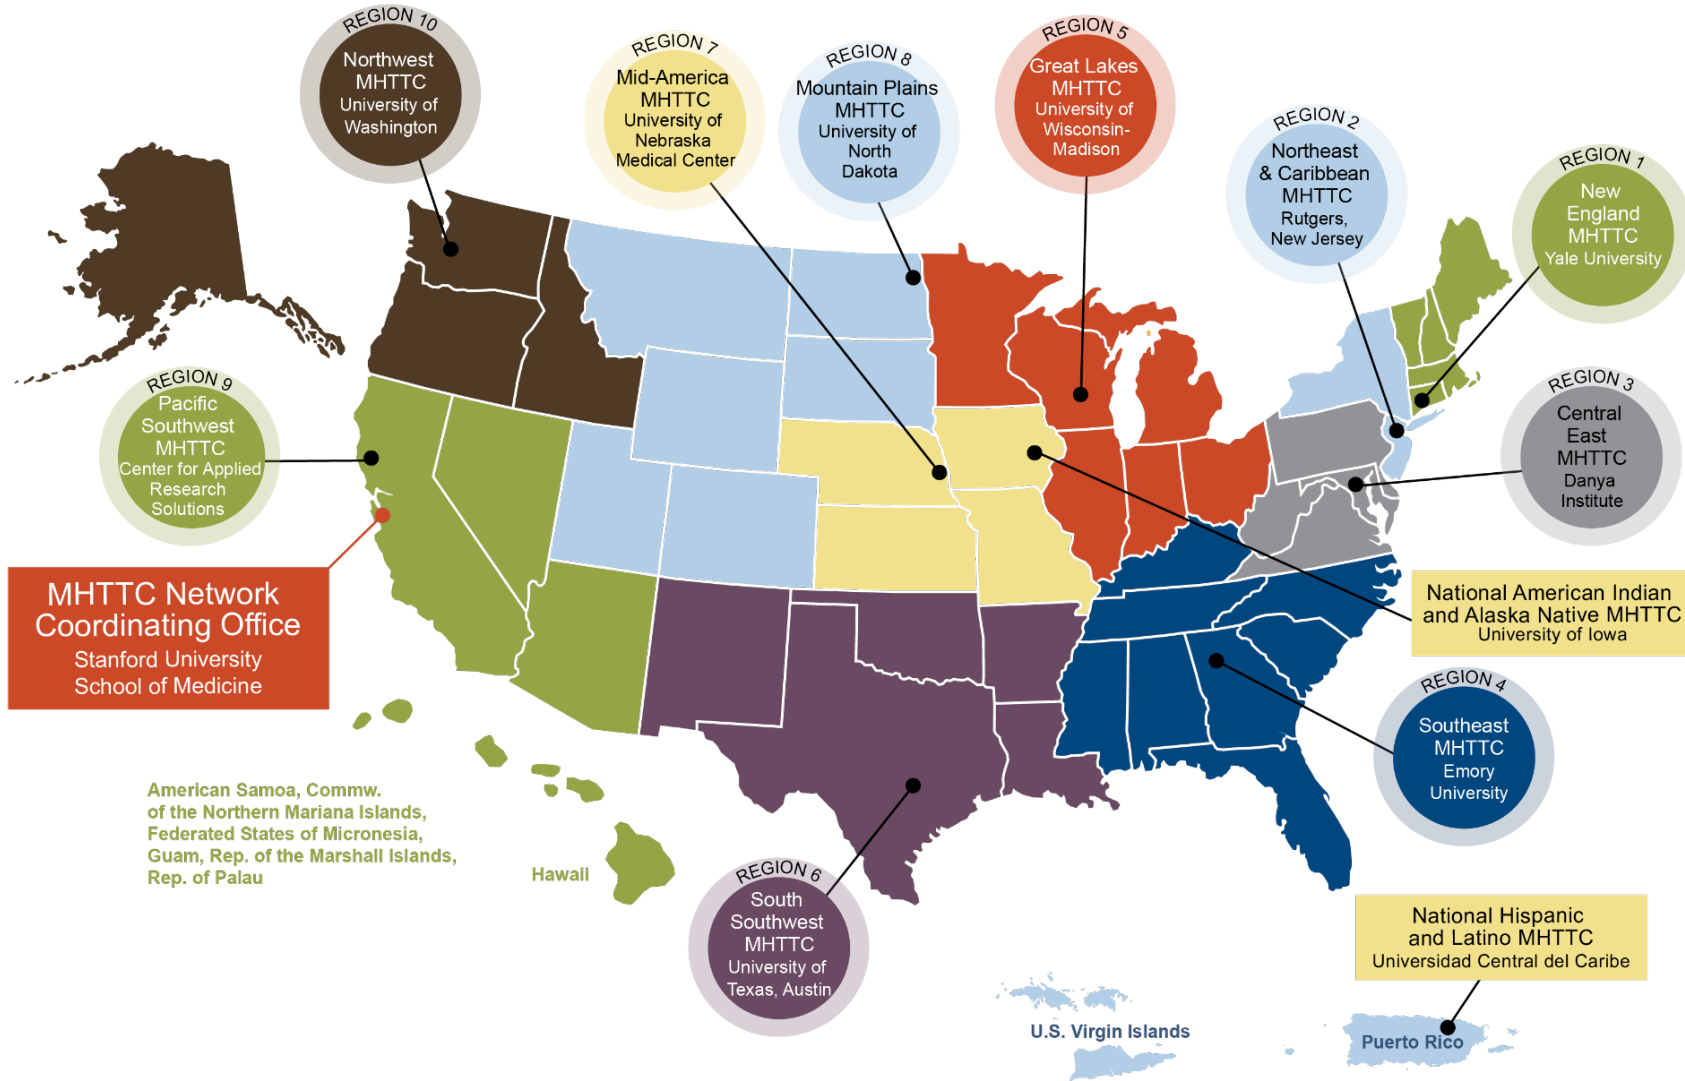 REGION 10
Northwest
MHTTC
University of
Washington
REGION 7
Mid-America
MHTTC
University of
Nebraska
Medical Center
REGION 8
Mountain Plains
MHTTC
University of
North
Dakota
REGION 5
Great Lakes
MHTTC
University of
Wisconsin-
Madison
REGION 2
Northeast
& Caribbean
MHTTC
Rutgers,
New Jersey
REGION 1
New
England
MHTTC
Yale University
REGION 9
Pacific
Southwest
MHTTC
Center for Applied
Research
Solutions
REGION 3
Central
East
MHTTC
Danya
Institute
MHTTC Network
Coordinating Office
Stanford University
School of Medicine
National American Indian
and Alaska Native MHTTC
University of Iowa
REGION 4
Southeast
MHTTC
Emory
University
American Samoa, Commw.
of the Northern Mariana Islands,
Federated States of Micronesia,
Guam, Rep. of the Marshall Islands,
Rep. of Palau
Hawaii
REGION 6
South
Southwest
MHTTC
University of
Texas, Austin
National Hispanic
and Latino MHTTC
Universidad Central del Caribe
U.S. Virgin Islands
Puerto Rico